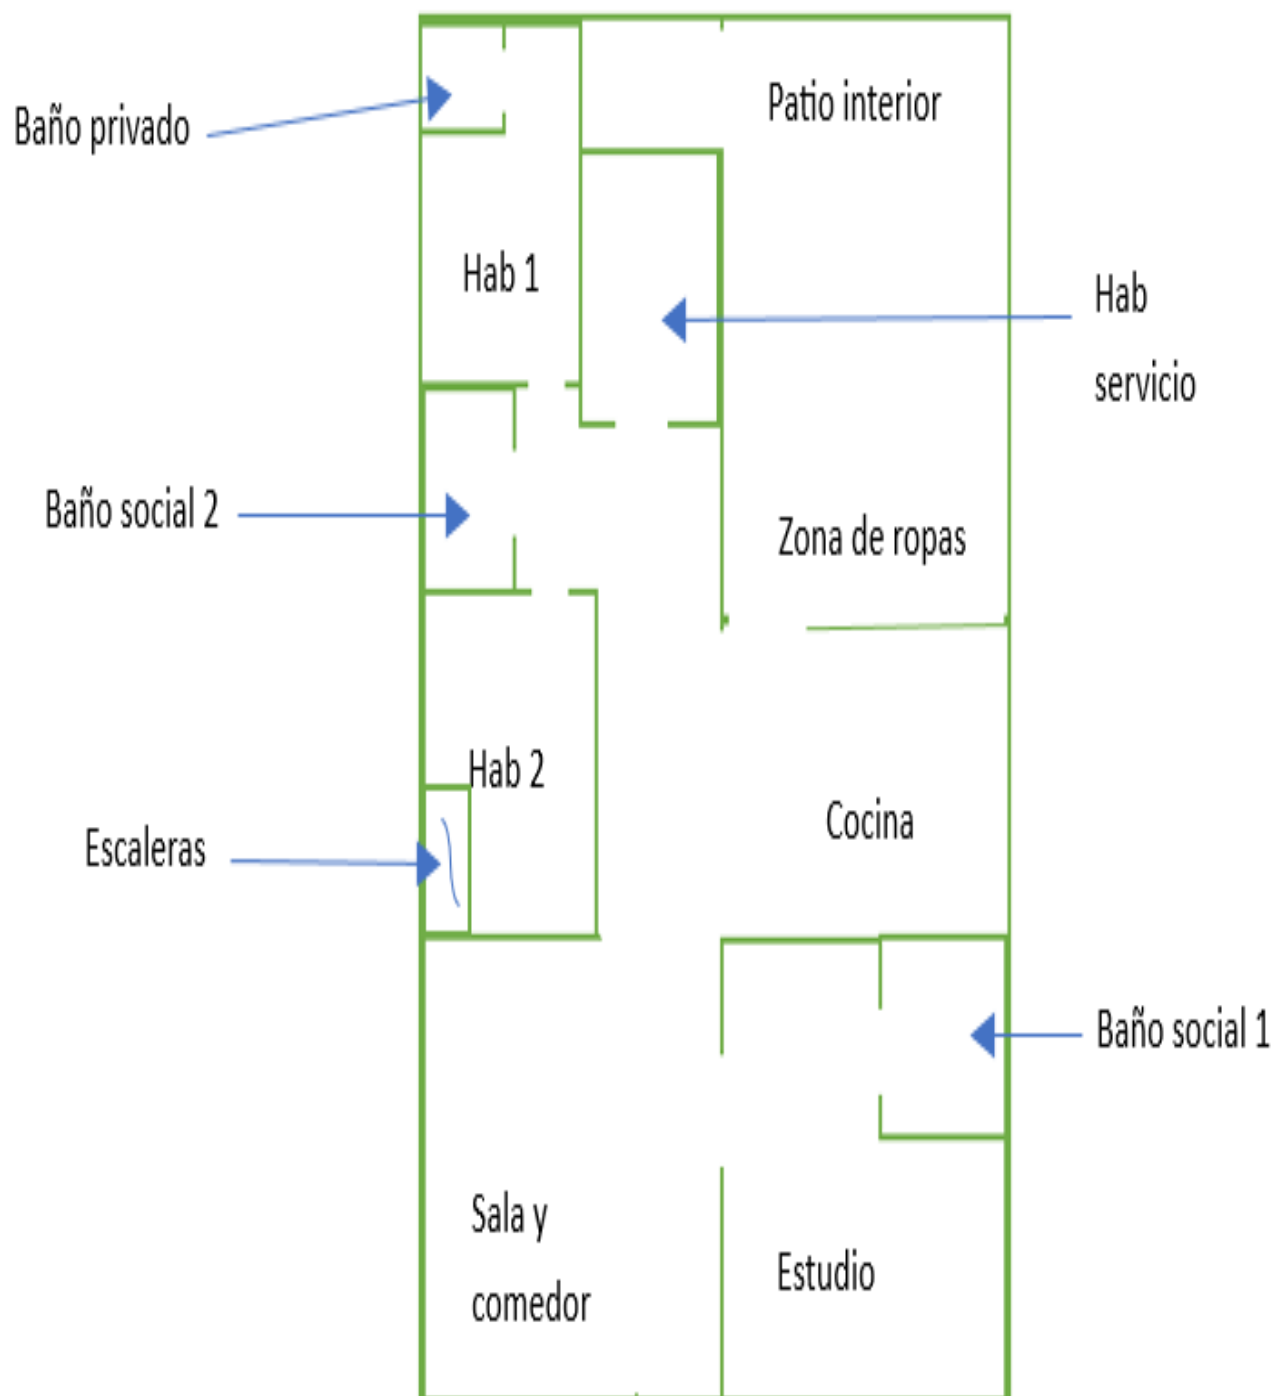 Patio interior
Baño privado
Hab 1
Hab
servicio
Baño social 2
Zona de ropas
Hab 2
Cocina
Escaleras
Baño social 1
Sala y
comedor
Estudio